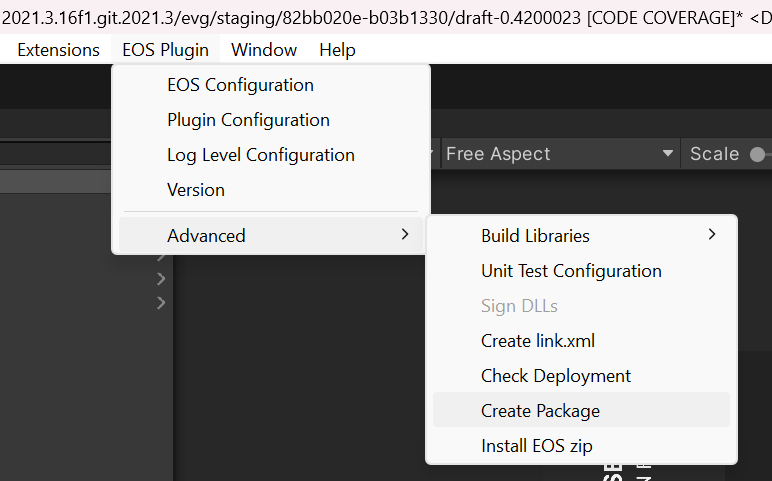 2021.3.16f1.git.2021.3/evg/staging/82bb020e-b03b1330/draft-0.4200023 [CODE COVERAGE]* <D
Extensions EOS Plugin Window Help
EOS Configuration
Plugin Configuration
Log Level Configuration
Version
Advanced
Free Aspect Scale
Build Libraries
Unit Test Configuration
Sign DLLs
Create link.xml
Check Deployment
Create Package
Install EOS zip